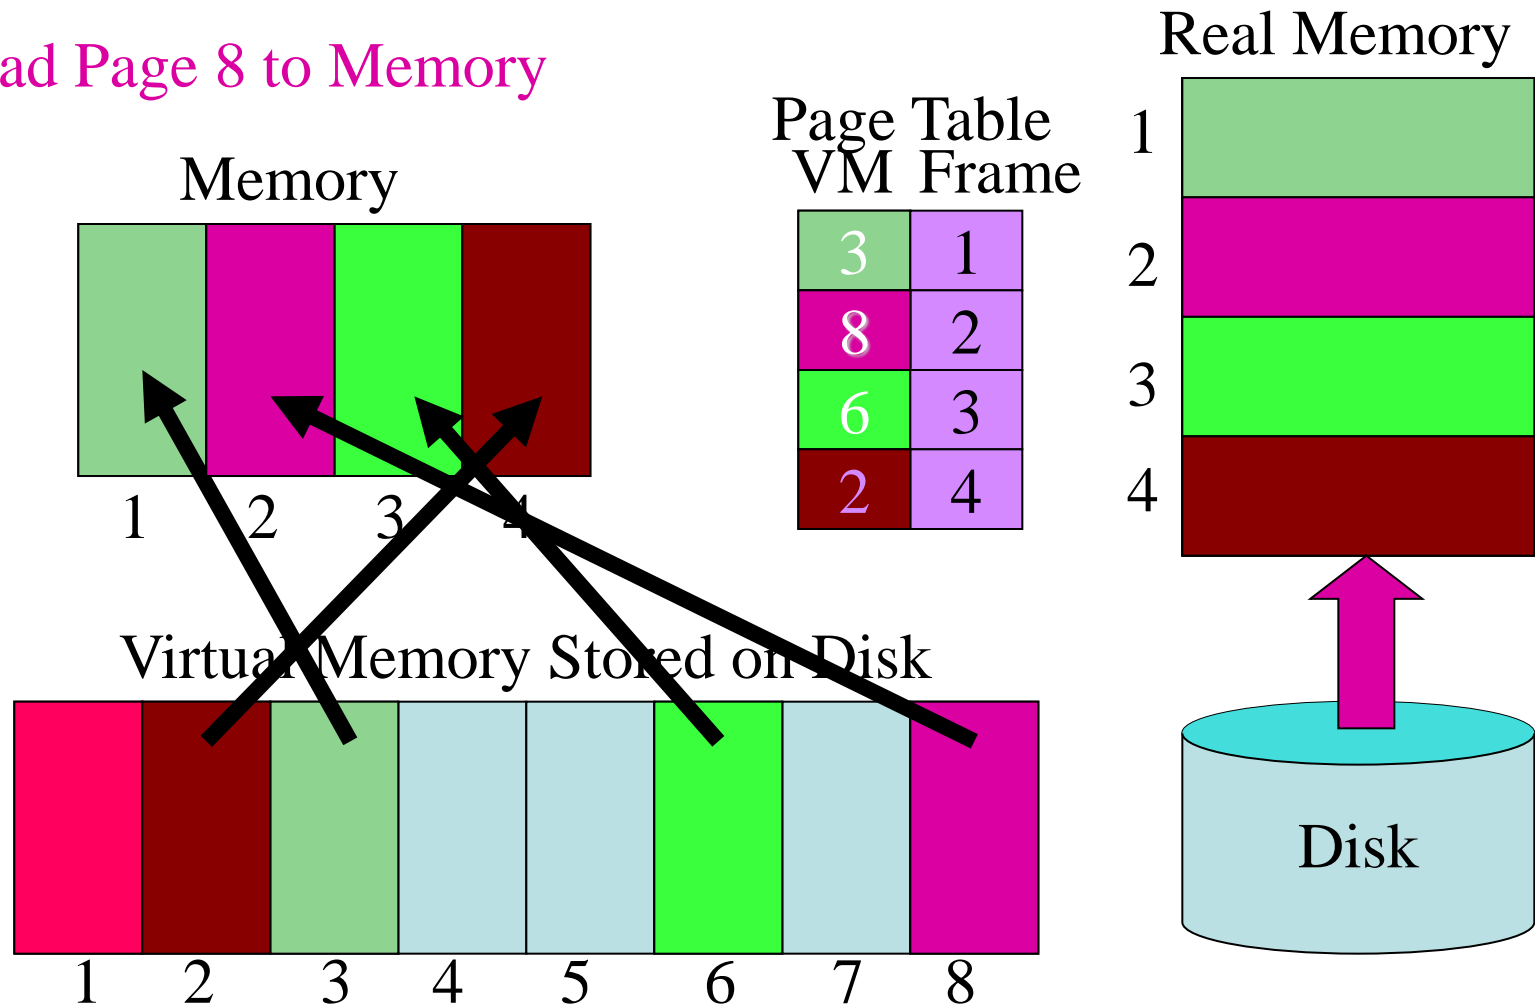 ad Page 8 to Memory
Real Memory
Page Table
VM Frame
Memory
3 1
8 2
6 3
2 4
1
2
3
4
1 2 3 4
Virtual Memory Stored on Disk
1 2 3 4 5 6 7 8
Disk